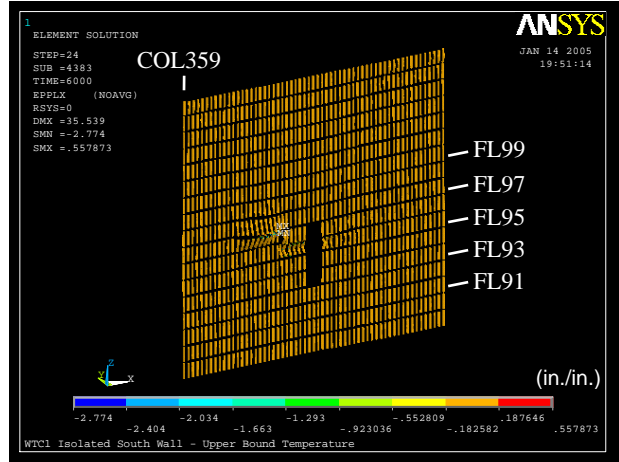 1
ELEMENT SOLUTION
STEP=24
SUB =4383
TIME=6000
EPPLX (NOAVG)
RSYS=0
DMX =35.539
SMN =-2.774
SMX =.557873
ANSYS
JAN 14 2005
19:51:14
COL359
FL99
FL97
FL95
FL93
FL91
MX
Z
Y
X
(in./in.)
-2.774 -2.034 -1.293 -.552809 .187646
-2.404 -1.663 -.923036 -.182582 .557873
WTC1 Isolated South Wall - Upper Bound Temperature